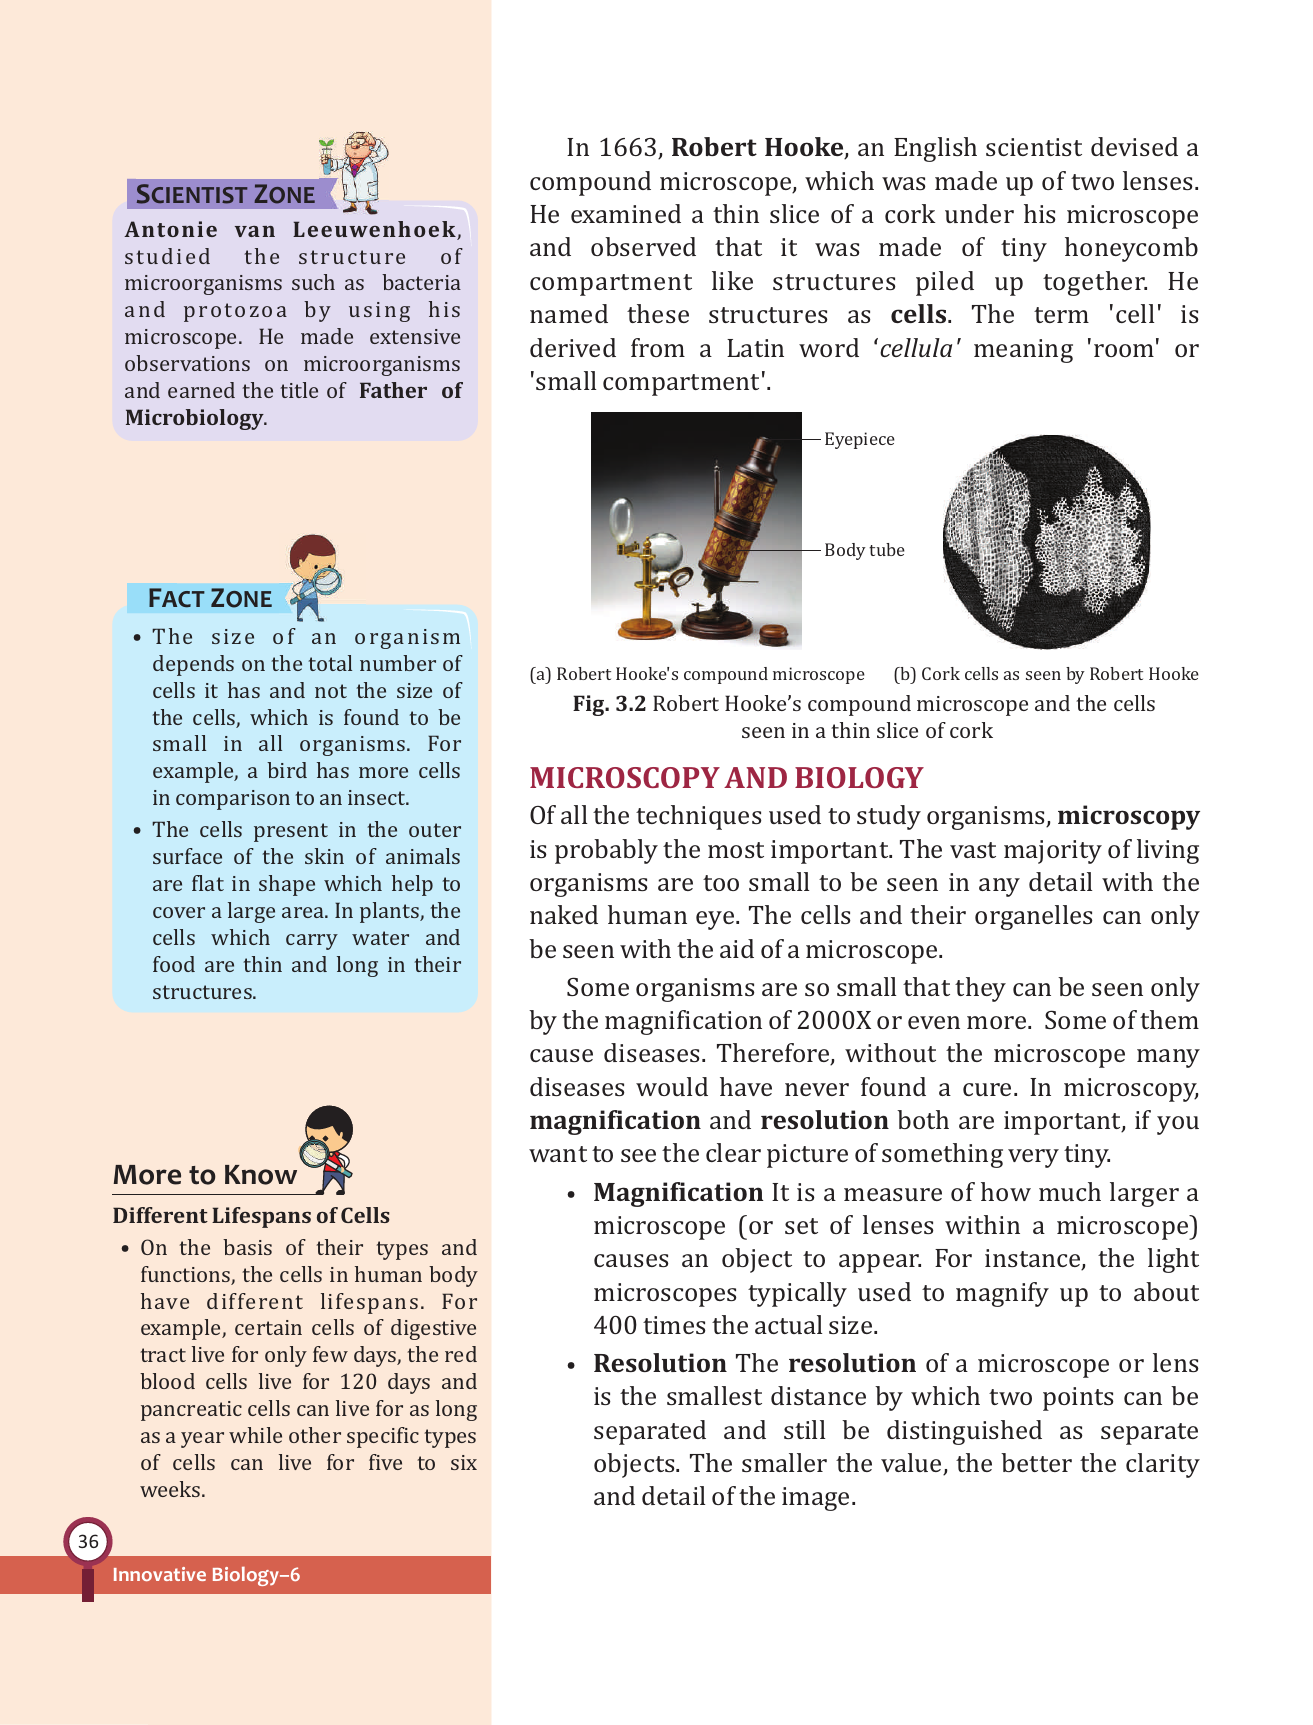 SCIENTIST ZONE
Antonie van Leeuwenhoek,
studied the structure of
microorganisms such as bacteria
and protozoa by using his
microscope. He made extensive
observations on microorganisms
and earned the title of Father of
Microbiology.
FACT ZONE
• The size of an organism
depends on the total number of
cells it has and not the size of
the cells, which is found to be
small in all organisms. For
example, a bird has more cells
in comparison to an insect.
• The cells present in the outer
surface of the skin of animals
are flat in shape which help to
cover a large area. In plants, the
cells which carry water and
food are thin and long in their
structures.
More to Know
Different Lifespans of Cells
• On the basis of their types and
functions, the cells in human body
have different lifespans. For
example, certain cells of digestive
tract live for only few days, the red
blood cells live for 120 days and
pancreatic cells can live for as long
as a year while other specific types
of cells can live for five to six
weeks.
36
Innovative Biology–6
In 1663, Robert Hooke, an English scientist devised a
compound microscope, which was made up of two lenses.
He examined a thin slice of a cork under his microscope
and observed that it was made of tiny honeycomb
compartment like structures piled up together. He
named these structures as cells. The term 'cell' is
derived from a Latin word ‘cellula’ meaning 'room' or
'small compartment'.
Eyepiece
Body tube
(a) Robert Hooke's compound microscope (b) Cork cells as seen by Robert Hooke
Fig. 3.2 Robert Hooke’s compound microscope and the cells
seen in a thin slice of cork
MICROSCOPY AND BIOLOGY
Of all the techniques used to study organisms, microscopy
is probably the most important. The vast majority of living
organisms are too small to be seen in any detail with the
naked human eye. The cells and their organelles can only
be seen with the aid of a microscope.
Some organisms are so small that they can be seen only
by the magnification of 2000X or even more. Some of them
cause diseases. Therefore, without the microscope many
diseases would have never found a cure. In microscopy,
magnification and resolution both are important, if you
want to see the clear picture of something very tiny.
• Magnification It is a measure of how much larger a
microscope (or set of lenses within a microscope)
causes an object to appear. For instance, the light
microscopes typically used to magnify up to about
400 times the actual size.
• Resolution The resolution of a microscope or lens
is the smallest distance by which two points can be
separated and still be distinguished as separate
objects. The smaller the value, the better the clarity
and detail of the image.